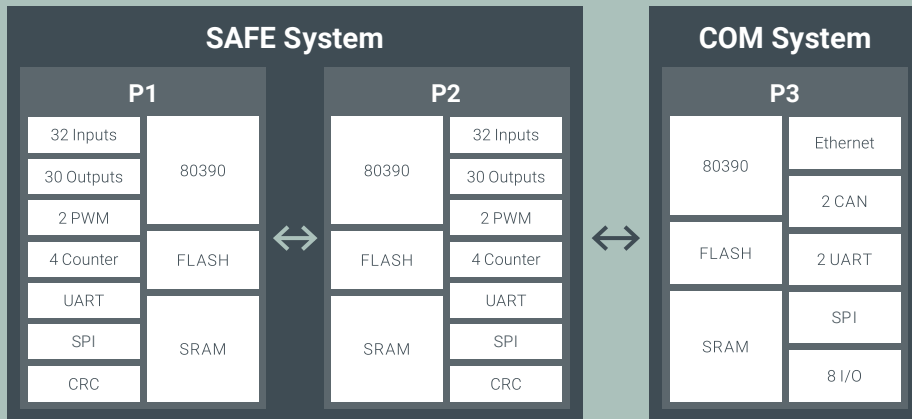 SAFE System
P1
32 Inputs
30 Outputs
2 PWM
4 Counter
UART
SPI
CRC
80390
FLASH
SRAM
P2
80390
FLASH
SRAM
32 Inputs
30 Outputs
2 PWM
4 Counter
UART
SPI
CRC
COM System
P3
80390
FLASH
SRAM
Ethernet
2 CAN
2 UART
SPI
8 I/O